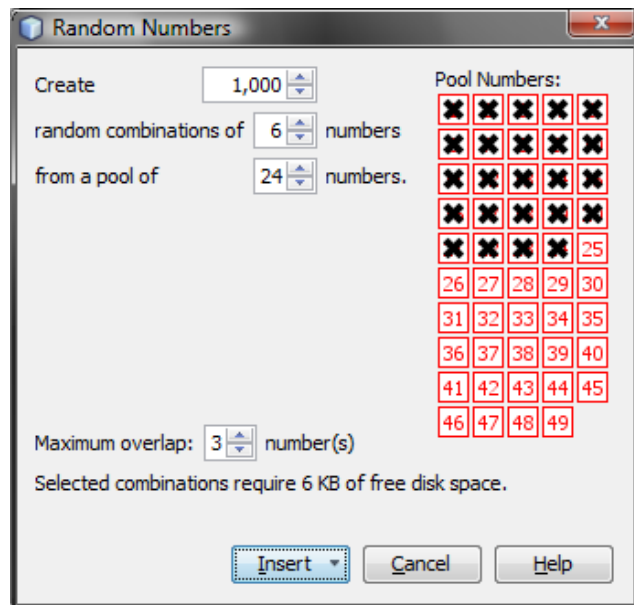 Random Numbers
Create 1,000
random combinations of 6 numbers
from a pool of 24 numbers.
Pool Numbers:
25
26 27 28 29 30
31 32 33 34 35
36 37 38 39 40
41 42 43 44 45
46 47 48 49
Maximum overlap: 3 number(s)
Selected combinations require 6 KB of free disk space.
Insert Cancel Help